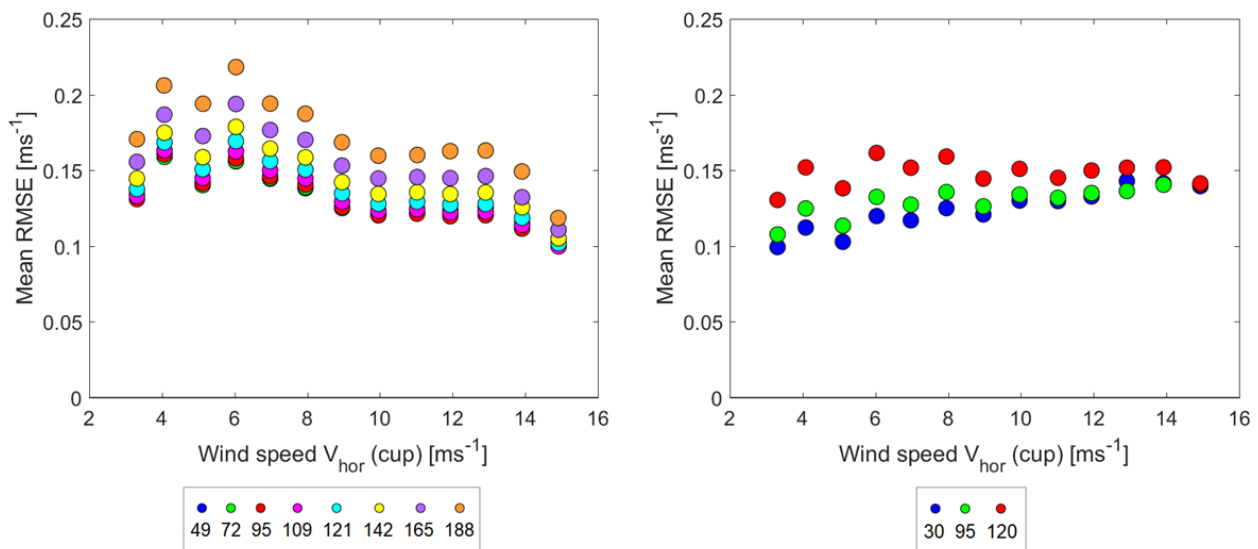 0.25
0.2
0.15
0.1
0.05
0
Mean RMSE [ms⁻¹]
2 4 6 8 10 12 14 16
Wind speed V_hor (cup) [ms⁻¹]
49 72 95 109 121 142 165 188
0.25
0.2
0.15
0.1
0.05
0
Mean RMSE [ms⁻¹]
2 4 6 8 10 12 14 16
Wind speed V_hor (cup) [ms⁻¹]
30 95 120